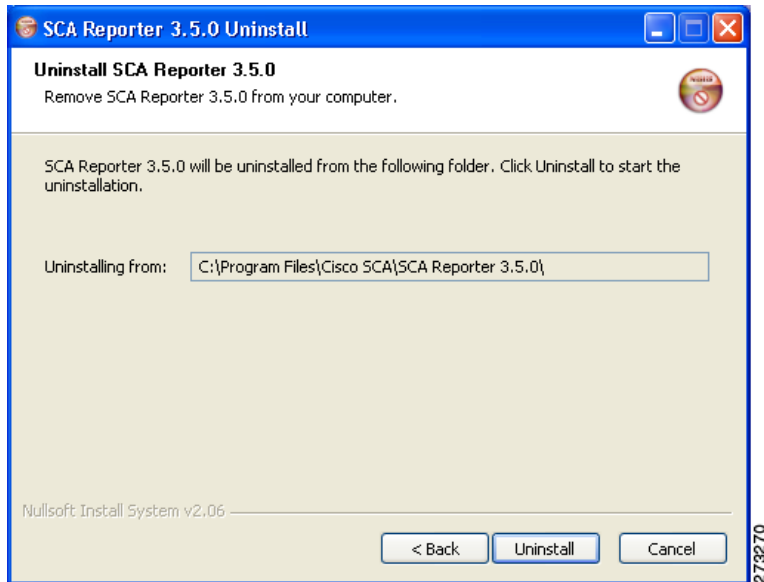 SCA Reporter 3.5.0 Uninstall
Uninstall SCA Reporter 3.5.0
Remove SCA Reporter 3.5.0 from your computer.
SCA Reporter 3.5.0 will be uninstalled from the following folder. Click Uninstall to start the
uninstallation.
Uninstalling from: C:\Program Files\Cisco SCA\SCA Reporter 3.5.0\
Nullsoft Install System v2.06
< Back Uninstall Cancel
273270